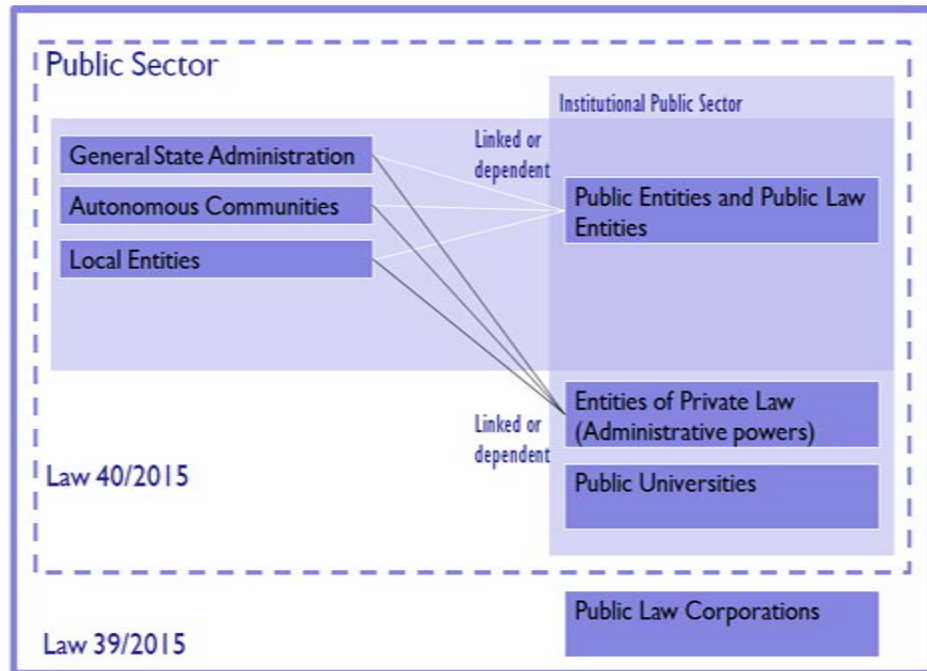 Public Sector
Institutional Public Sector
General State Administration
Autonomous Communities
Local Entities
Linked or
dependent
Public Entities and Public Law
Entities
Linked or
dependent
Entities of Private Law
(Administrative powers)
Public Universities
Law 40/2015
Public Law Corporations
Law 39/2015